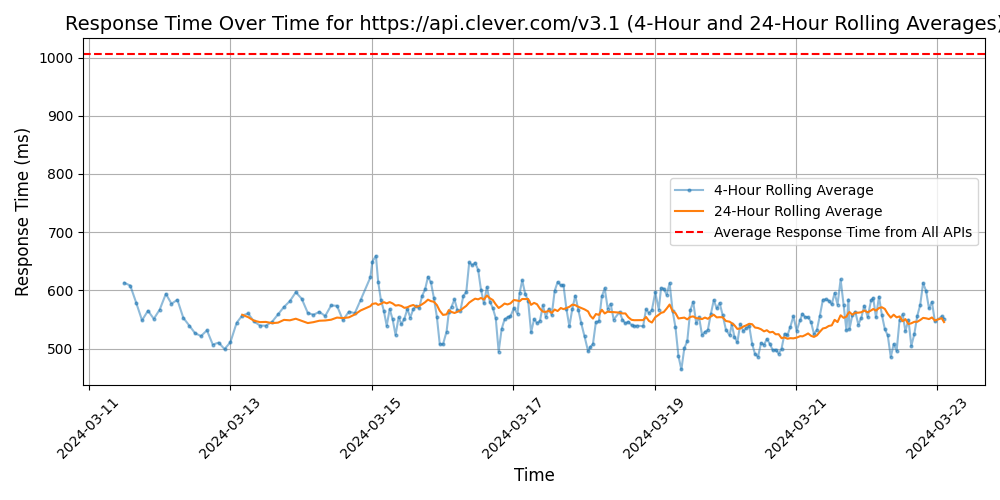 Response Time Over Time for https://api.clever.com/v3.1 (4-Hour and 24-Hour Rolling Averages)
Response Time (ms)
1000
900
800
700
600
500
4-Hour Rolling Average
24-Hour Rolling Average
Average Response Time from All APIs
2024-03-11
2024-03-13
2024-03-15
2024-03-17
2024-03-19
2024-03-21
2024-03-23
Time